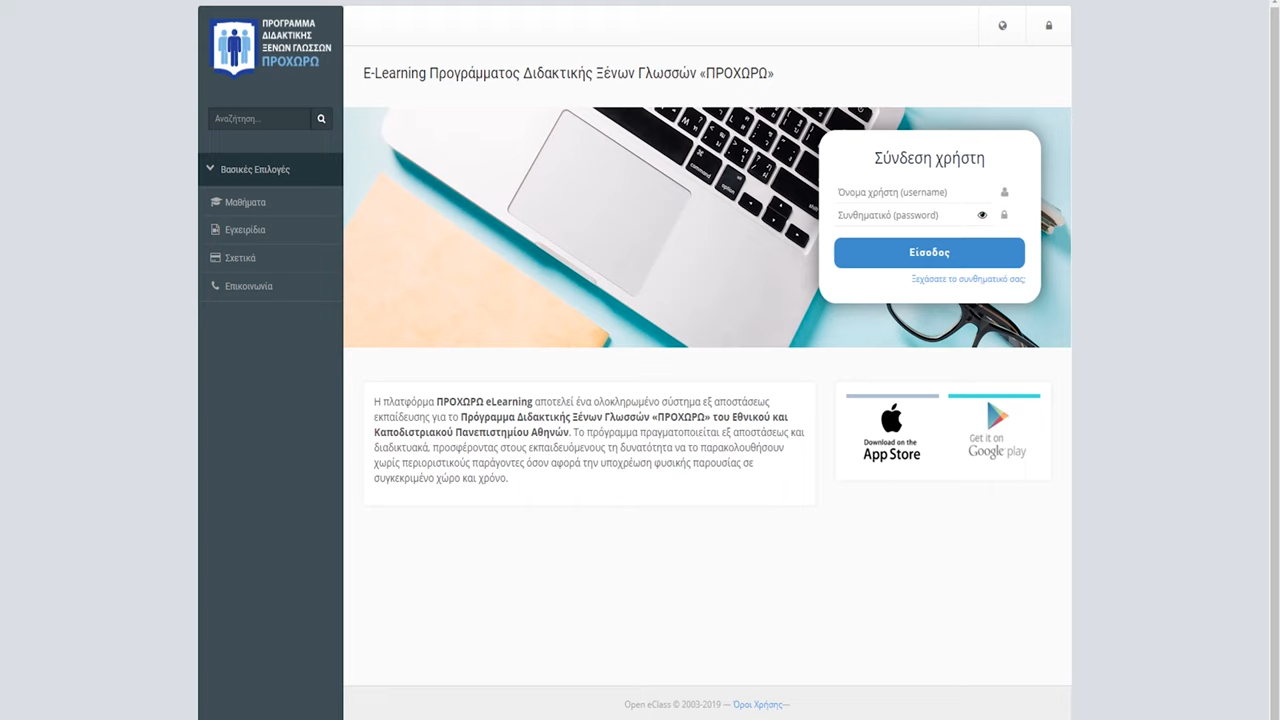 ΠΡΟΓΡΑΜΜΑ
ΔΙΔΑΚΤΙΚΗΣ
ΞΕΝΩΝ ΓΛΩΣΣΩΝ
ΠΡΟΧΩΡΩ
Αναζήτηση...
Βασικές Επιλογές
Μαθήματα
Εγχειρίδια
Σχετικά
Επικοινωνία
E-Learning Προγράμματος Διδακτικής Ξένων Γλωσσών «ΠΡΟΧΩΡΩ»
command
option
Σύνδεση χρήστη
Όνομα χρήστη (username)
Συνθηματικό (password)
Είσοδος
Ξεχάσατε το συνθηματικό σας;
Η πλατφόρμα ΠΡΟΧΩΡΩ eLearning αποτελεί ένα ολοκληρωμένο σύστημα εξ αποστάσεως
εκπαίδευσης για το Πρόγραμμα Διδακτικής Ξένων Γλωσσών «ΠΡΟΧΩΡΩ» του Εθνικού και
Καποδιστριακού Πανεπιστημίου Αθηνών. Το πρόγραμμα πραγματοποιείται εξ αποστάσεως και
διαδικτυακά, προσφέροντας στους εκπαιδευόμενους τη δυνατότητα να το παρακολουθήσουν
χωρίς περιοριστικούς παράγοντες όσον αφορά την υποχρέωση φυσικής παρουσίας σε
συγκεκριμένο χώρο και χρόνο.
Download on the
App Store
Get it on
Google play
Open eClass © 2003-2019 — Όροι Χρήσης—